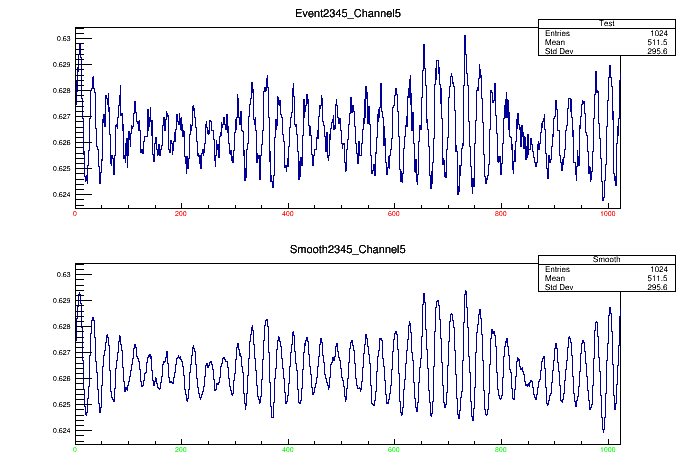 Event2345_Channel5
Test
Entries 1024
Mean 511.5
Std Dev 295.6
0.63
0.629
0.628
0.627
0.626
0.625
0.624
0 200 400 600 800 1000
Smooth2345_Channel5
Smooth
Entries 1024
Mean 511.5
Std Dev 295.6
0.63
0.629
0.628
0.627
0.626
0.625
0.624
0 200 400 600 800 1000